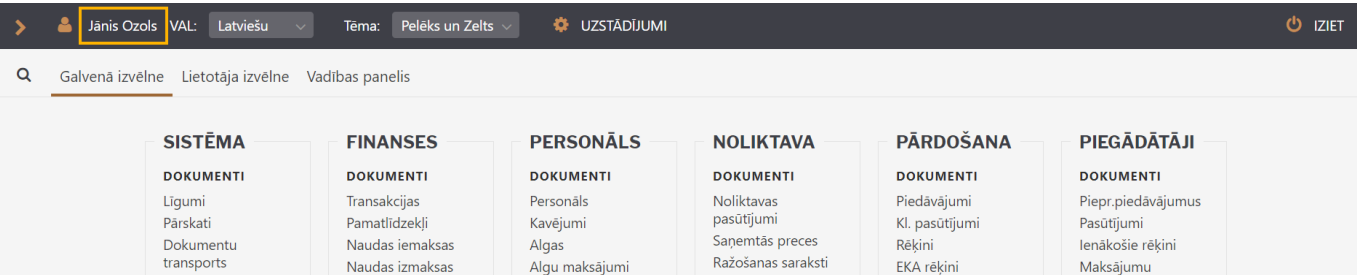 Jānis Ozols VAL: Latviešu Tēma: Pelēks un Zelts UZSTĀDĪJUMI IZIET
Galvenā izvēlne Lietotāja izvēlne Vadības panelis
SISTĒMA
DOKUMENTI
Līgumi
Pārskati
Dokumentu
transports
FINANSES
DOKUMENTI
Transakcijas
Pamatlīdzekļi
Naudas iemaksas
Naudas izmaksas
PERSONĀLS
DOKUMENTI
Personāls
Kavējumi
Algas
Algu maksājumi
NOLIKTAVA
DOKUMENTI
Noliktavas
pasūtījumi
Saņemtās preces
Ražošanas saraksti
PĀRDOŠANA
DOKUMENTI
Piedāvājumi
Kl. pasūtījumi
Rēķini
EKA rēķini
PIEGĀDĀTĀJI
DOKUMENTI
Piepr.piedāvājumus
Pasūtījumi
Ienākošie rēķini
Maksājumu